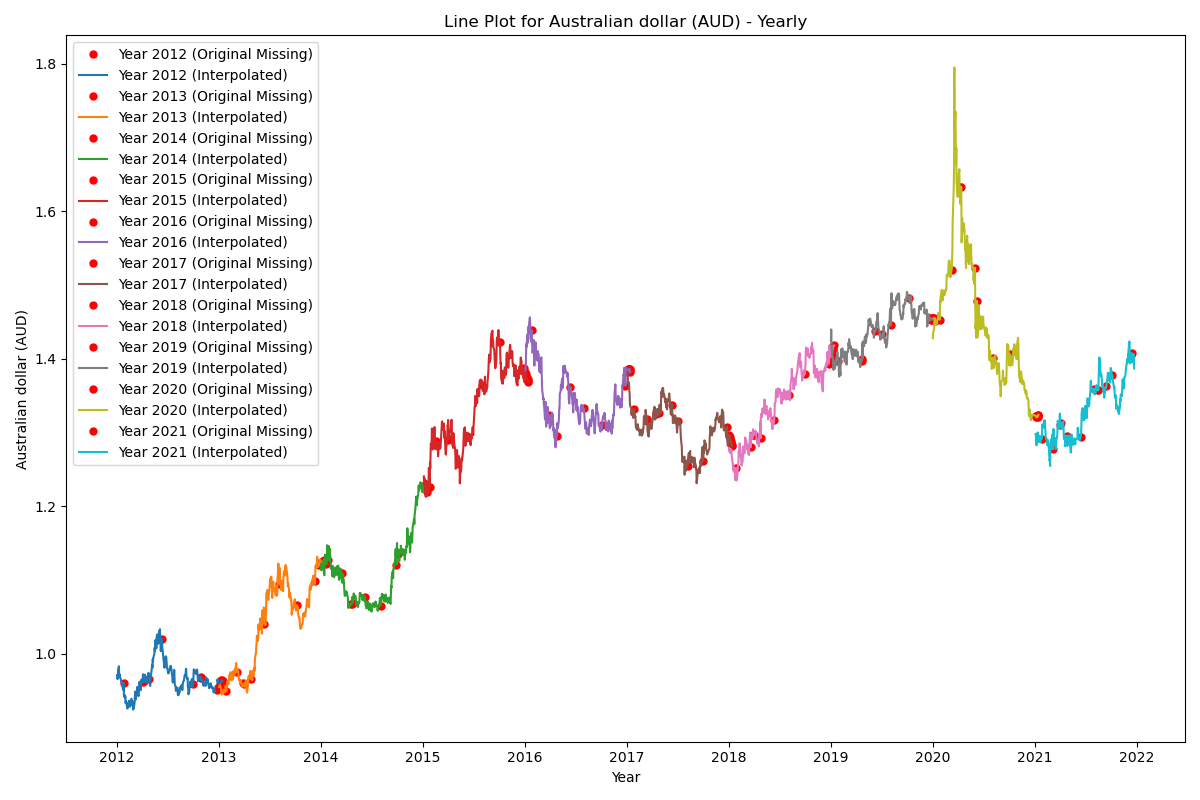 Line Plot for Australian dollar (AUD) - Yearly
Year 2012 (Original Missing)
Year 2012 (Interpolated)
Year 2013 (Original Missing)
Year 2013 (Interpolated)
Year 2014 (Original Missing)
Year 2014 (Interpolated)
Year 2015 (Original Missing)
Year 2015 (Interpolated)
Year 2016 (Original Missing)
Year 2016 (Interpolated)
Year 2017 (Original Missing)
Year 2017 (Interpolated)
Year 2018 (Original Missing)
Year 2018 (Interpolated)
Year 2019 (Original Missing)
Year 2019 (Interpolated)
Year 2020 (Original Missing)
Year 2020 (Interpolated)
Year 2021 (Original Missing)
Year 2021 (Interpolated)
Australian dollar (AUD)
1.8
1.6
1.4
1.2
1.0
2012 2013 2014 2015 2016 2017 2018 2019 2020 2021 2022
Year